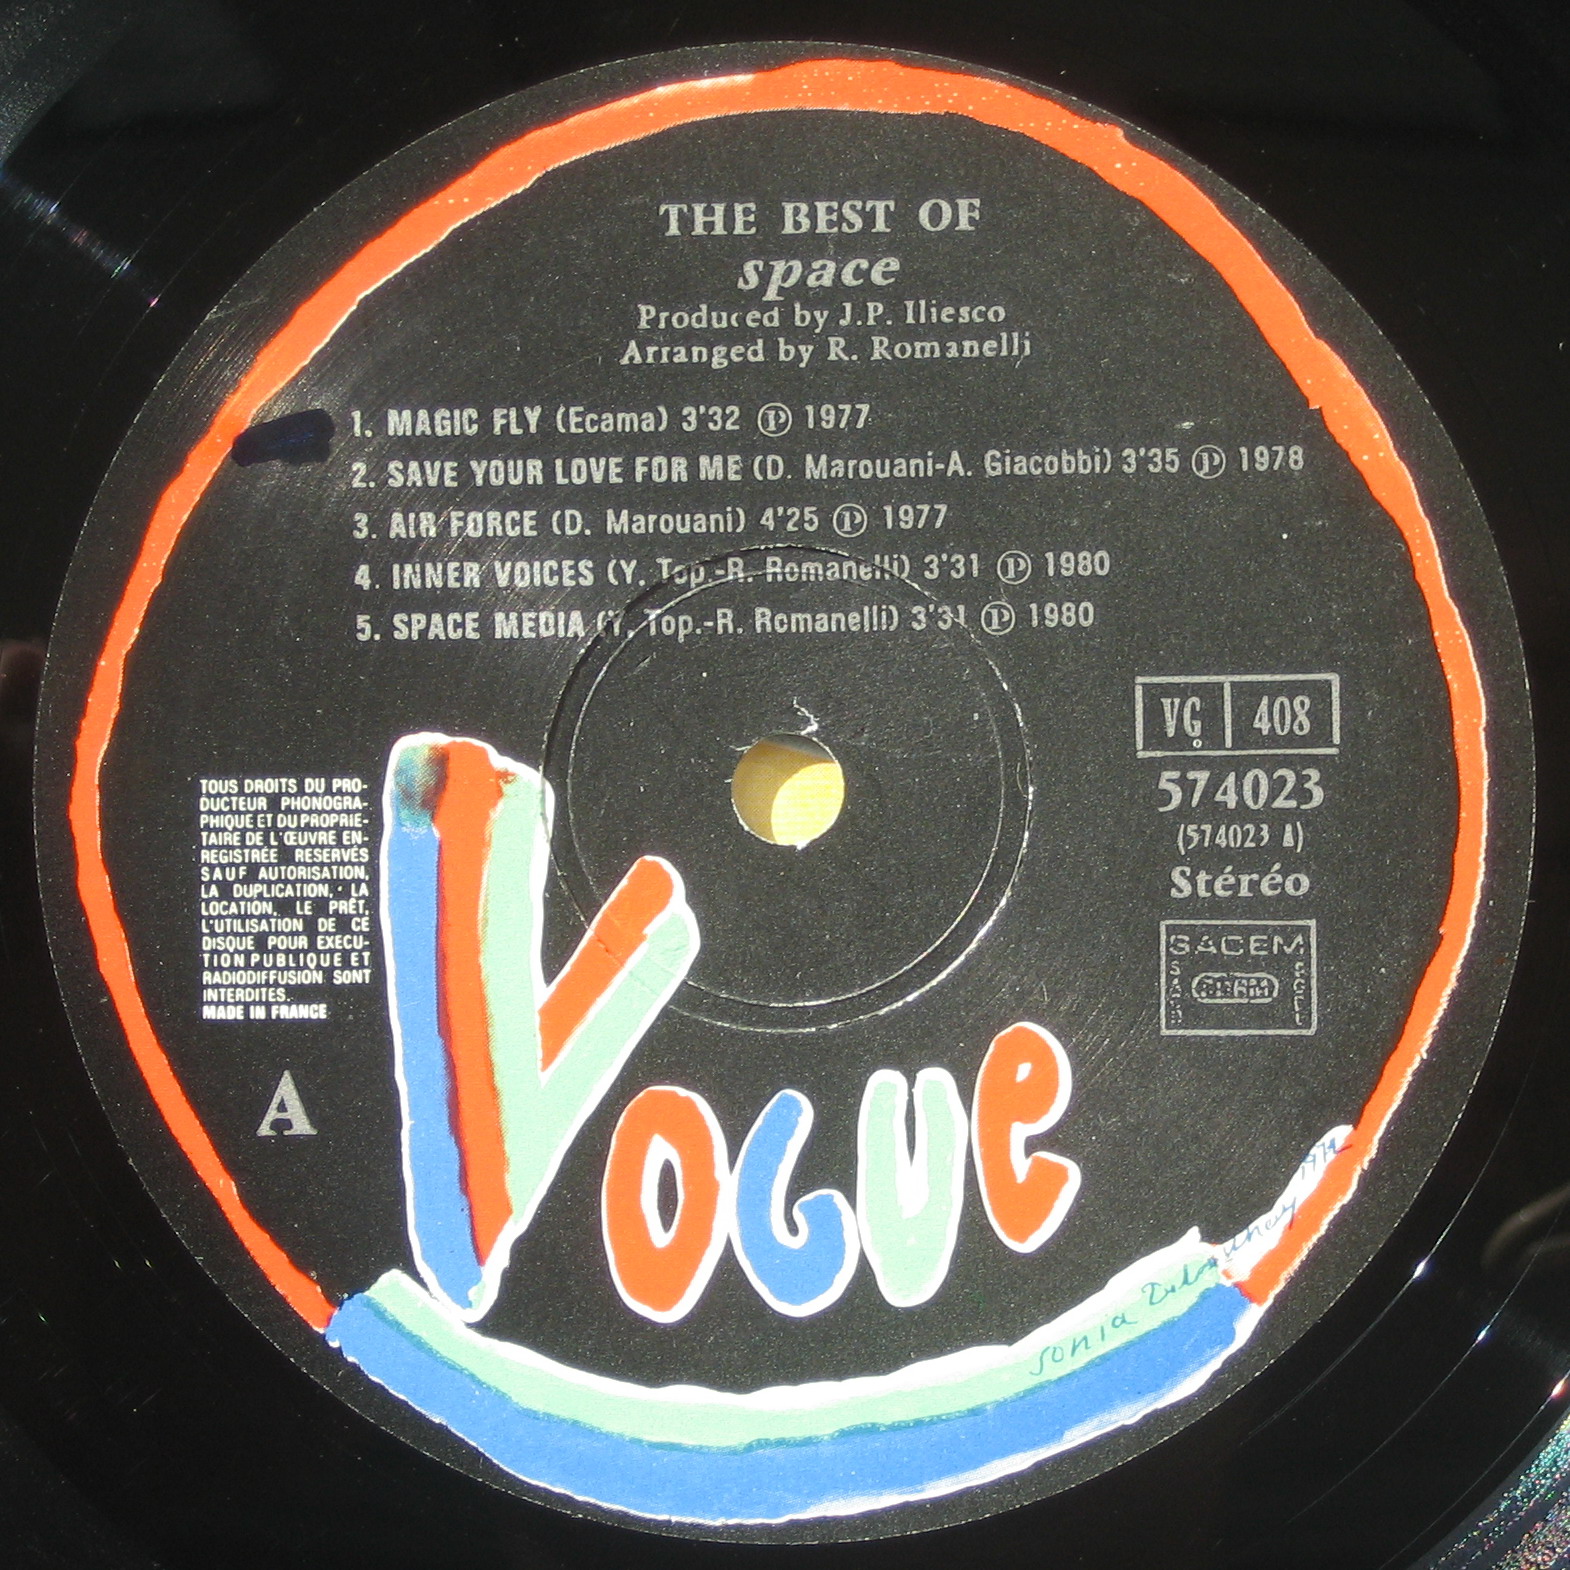 THE BEST OF
space
Produced by J.P. Iliesco
Arranged by R. Romanelli
1. MAGIC FLY (Ecama) 3'32 Ⓟ 1977
2. SAVE YOUR LOVE FOR ME (D. Marouani-A. Giacobbi) 3'35 Ⓟ 1978
3. AIR FORCE (D. Marouani) 4'25 Ⓟ 1977
4. INNER VOICES (Y. Top.-R. Romanelli) 3'31 Ⓟ 1980
5. SPACE MEDIA (Y. Top.-R. Romanelli) 3'31 Ⓟ 1980
VG 408
574023
(574023 A)
Stéréo
SACEM
TOUS DROITS DU PRO-
DUCTEUR PHONOGRA-
PHIQUE ET DU PROPRIE-
TAIRE DE L'ŒUVRE EN-
REGISTRÉE RESERVÉS
SAUF AUTORISATION,
LA DUPLICATION, LA
LOCATION, LE PRÊT,
L'UTILISATION DE CE
DISQUE POUR EXECU-
TION PUBLIQUE ET
RADIODIFFUSION SONT
INTERDITES.
MADE IN FRANCE
A
VOGUE
sonia Delaunay